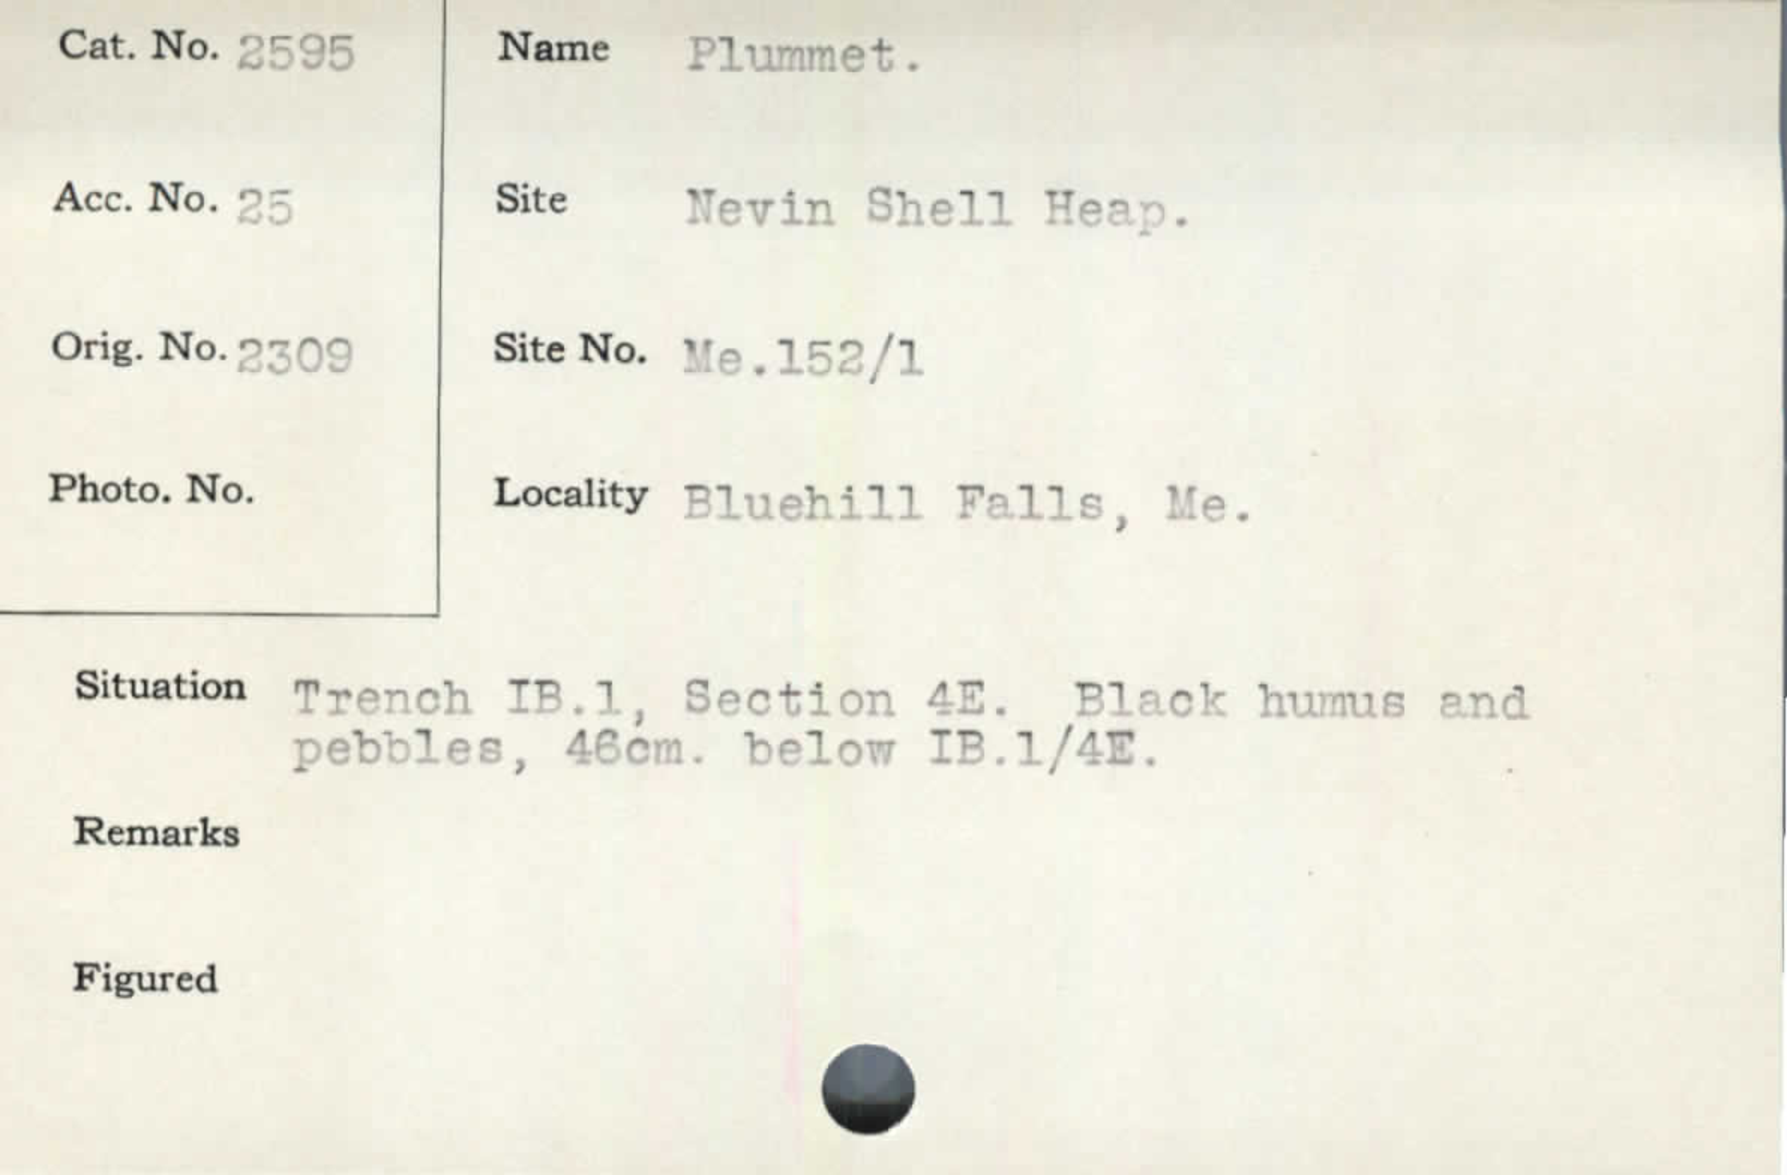 Cat. No. 2595
Acc. No. 25
Orig. No. 2309
Photo. No.
Name Plummet.
Site Nevin Shell Heap.
Site No. Me.152/1
Locality Bluehill Falls, Me.
Situation Trench IB.1, Section 4E. Black humus and
pebbles, 46cm. below IB.1/4E.
Remarks
Figured